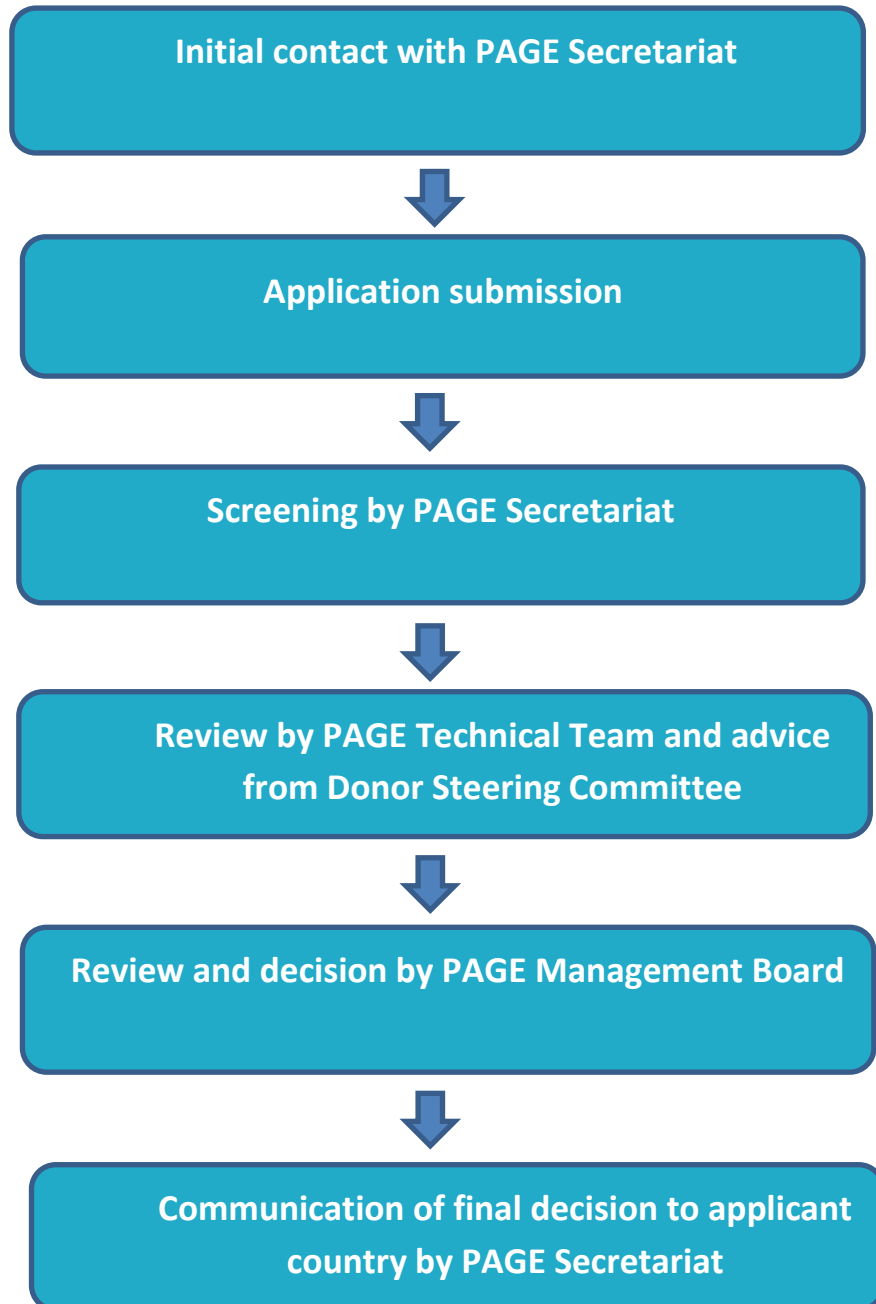 Initial contact with PAGE Secretariat
Application submission
Screening by PAGE Secretariat
Review by PAGE Technical Team and advice
from Donor Steering Committee
Review and decision by PAGE Management Board
Communication of final decision to applicant
country by PAGE Secretariat